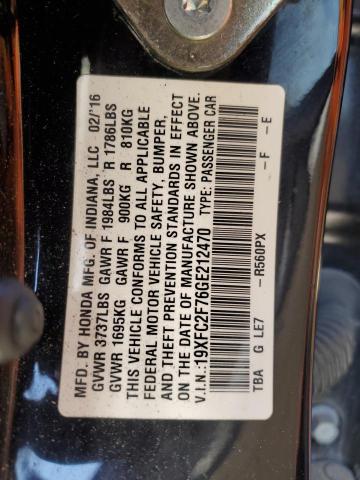 MFD. BY HONDA MFG. OF INDIANA, LLC 02/'16
GVWR 3737LBS GAWR F 1984LBS R 1786LBS
GVWR 1695KG GAWR F 900KG R 810KG
THIS VEHICLE CONFORMS TO ALL APPLICABLE
FEDERAL MOTOR VEHICLE SAFETY, BUMPER,
AND THEFT PREVENTION STANDARDS IN EFFECT
ON THE DATE OF MANUFACTURE SHOWN ABOVE.
V.I.N.:19XFC2F76GE212470 TYPE: PASSENGER CAR
TBA G LE7 -R560PX -F -E